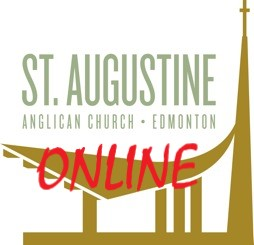 ST. AUGUSTINE
ANGLICAN CHURCH • EDMONTON
ONLINE